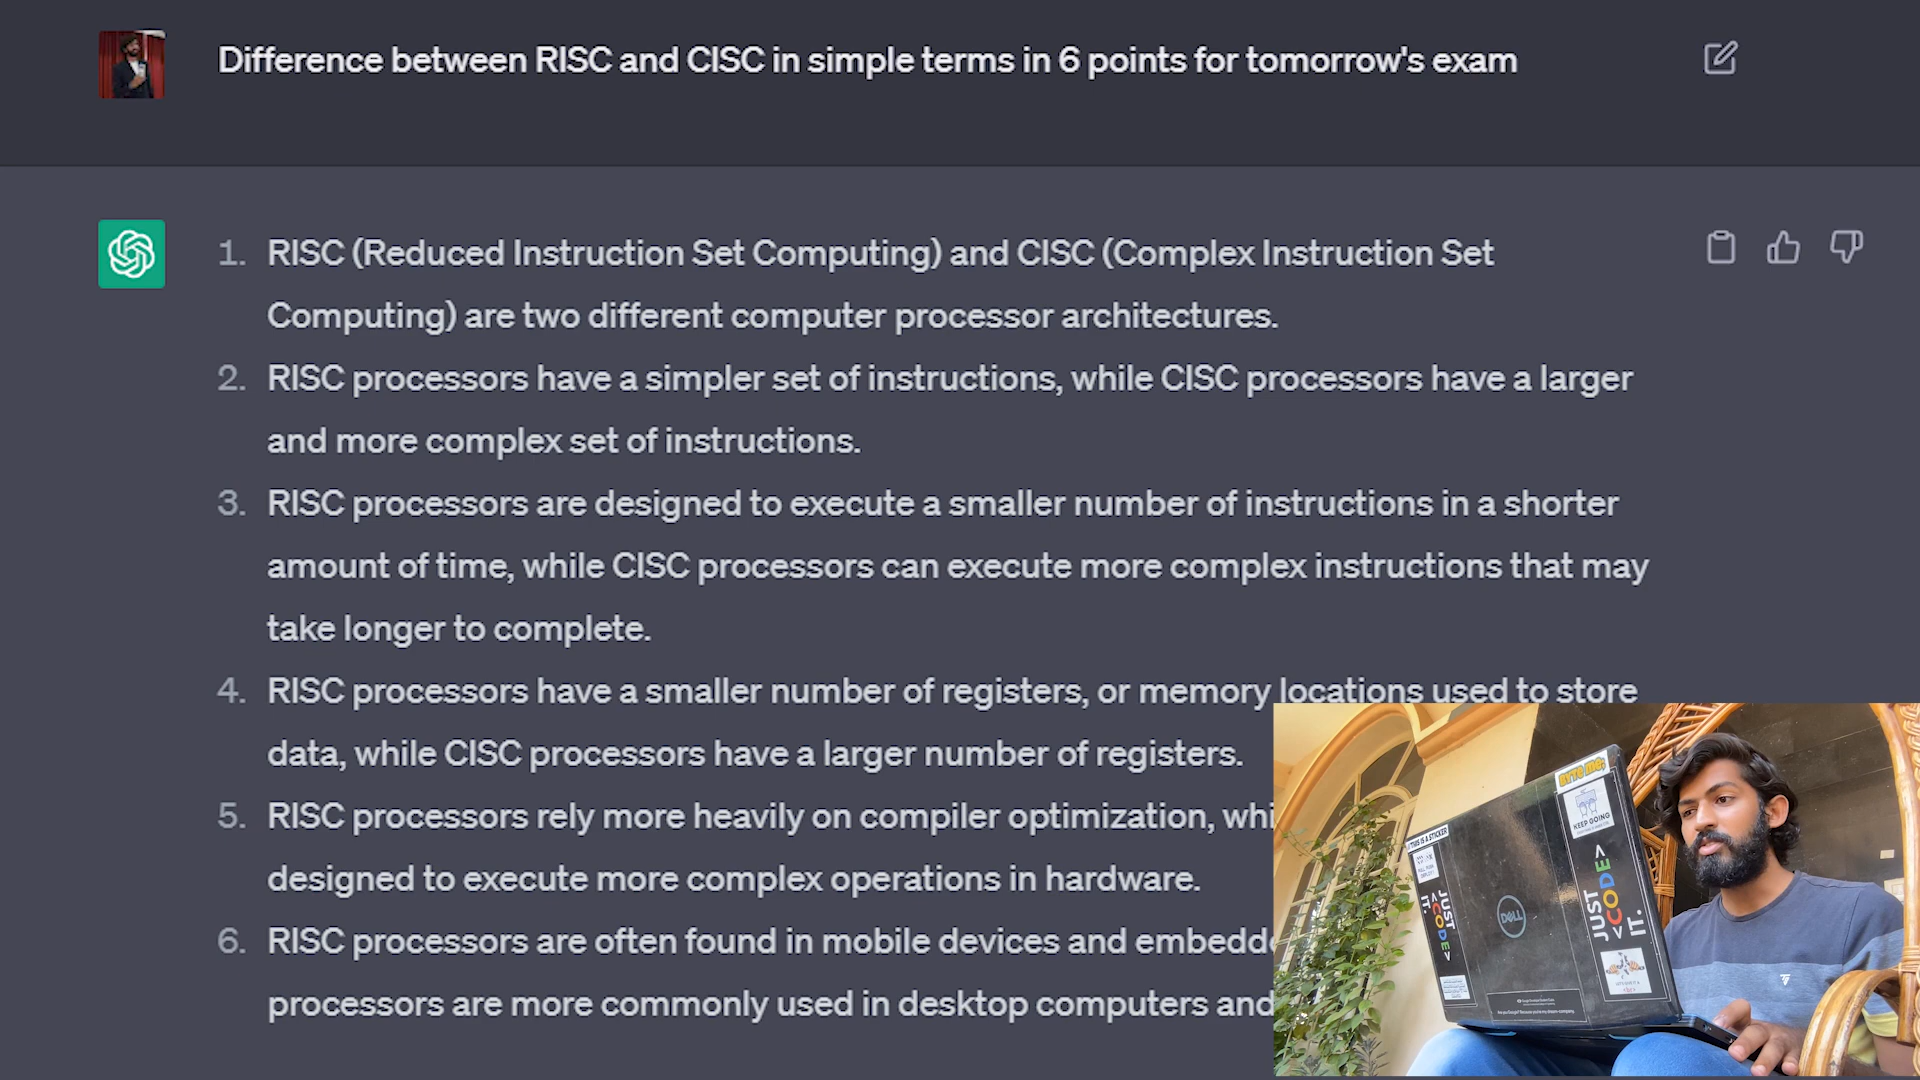 Difference between RISC and CISC in simple terms in 6 points for tomorrow's exam
1. RISC (Reduced Instruction Set Computing) and CISC (Complex Instruction Set
Computing) are two different computer processor architectures.
2. RISC processors have a simpler set of instructions, while CISC processors have a larger
and more complex set of instructions.
3. RISC processors are designed to execute a smaller number of instructions in a shorter
amount of time, while CISC processors can execute more complex instructions that may
take longer to complete.
4. RISC processors have a smaller number of registers, or memory locations used to store
data, while CISC processors have a larger number of registers.
5. RISC processors rely more heavily on compiler optimization, whi
designed to execute more complex operations in hardware.
6. RISC processors are often found in mobile devices and embedde
processors are more commonly used in desktop computers and
BYTE ME;
KEEP GOING
THIS IS A STICKER
JUST
<CODE>
IT.
DELL
JUST
<CODE>
IT.